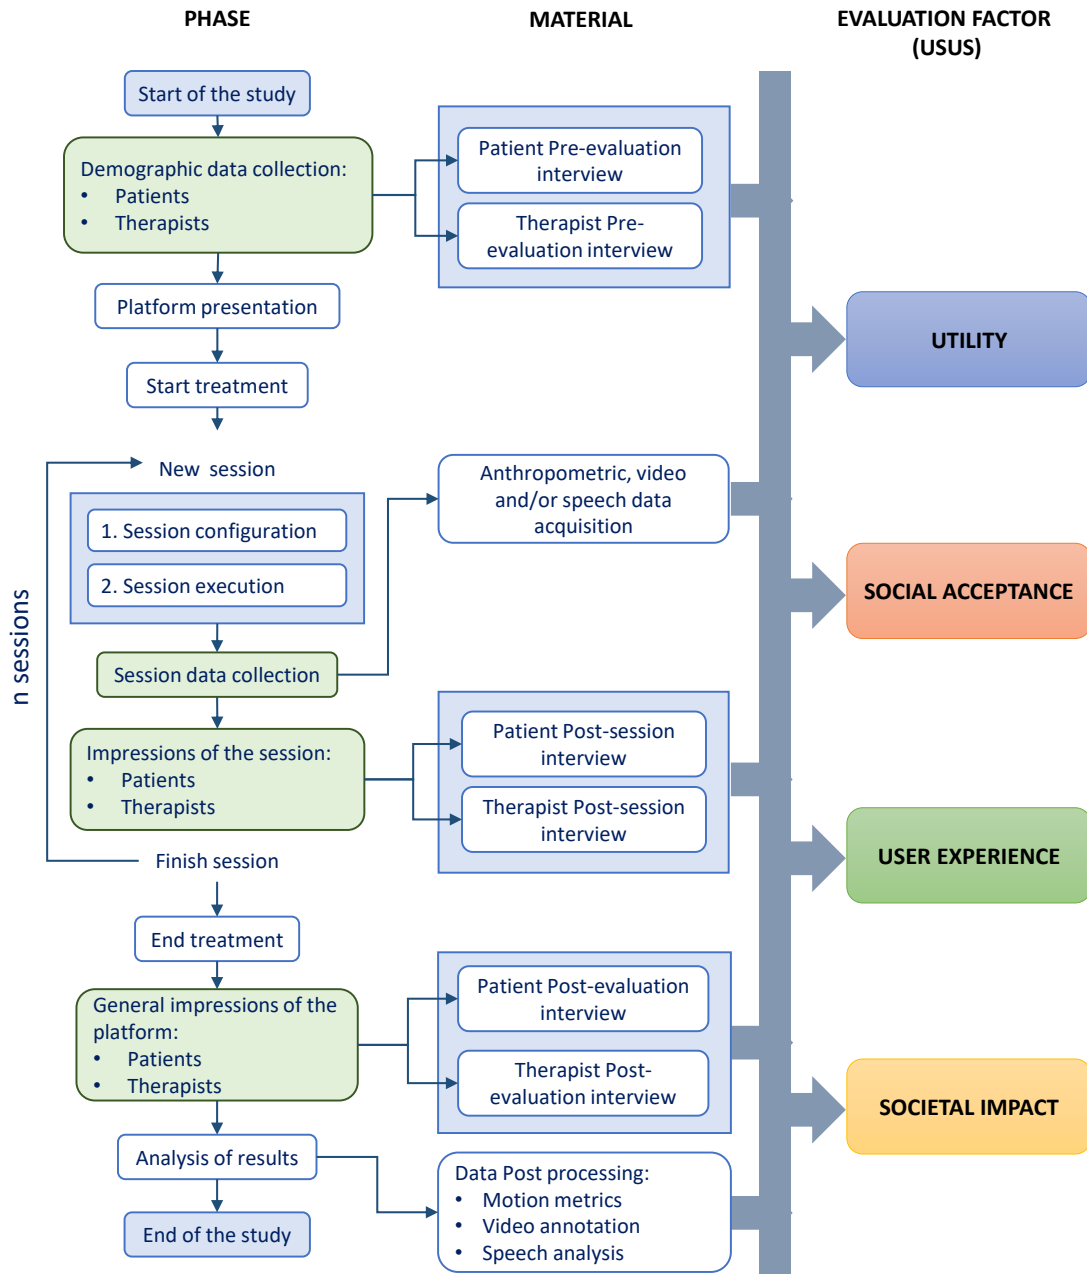 PHASE
MATERIAL
EVALUATION FACTOR
(USUS)
Start of the study
Demographic data collection:
• Patients
• Therapists
Patient Pre-evaluation
interview
Therapist Pre-
evaluation interview
Platform presentation
UTILITY
Start treatment
New session
Anthropometric, video
and/or speech data
acquisition
1. Session configuration
2. Session execution
SOCIAL ACCEPTANCE
n sessions
Session data collection
Impressions of the session:
• Patients
• Therapists
Patient Post-session
interview
Therapist Post-session
interview
USER EXPERIENCE
Finish session
End treatment
General impressions of the
platform:
• Patients
• Therapists
Patient Post-evaluation
interview
Therapist Post-
evaluation interview
SOCIETAL IMPACT
Analysis of results
Data Post processing:
• Motion metrics
• Video annotation
• Speech analysis
End of the study